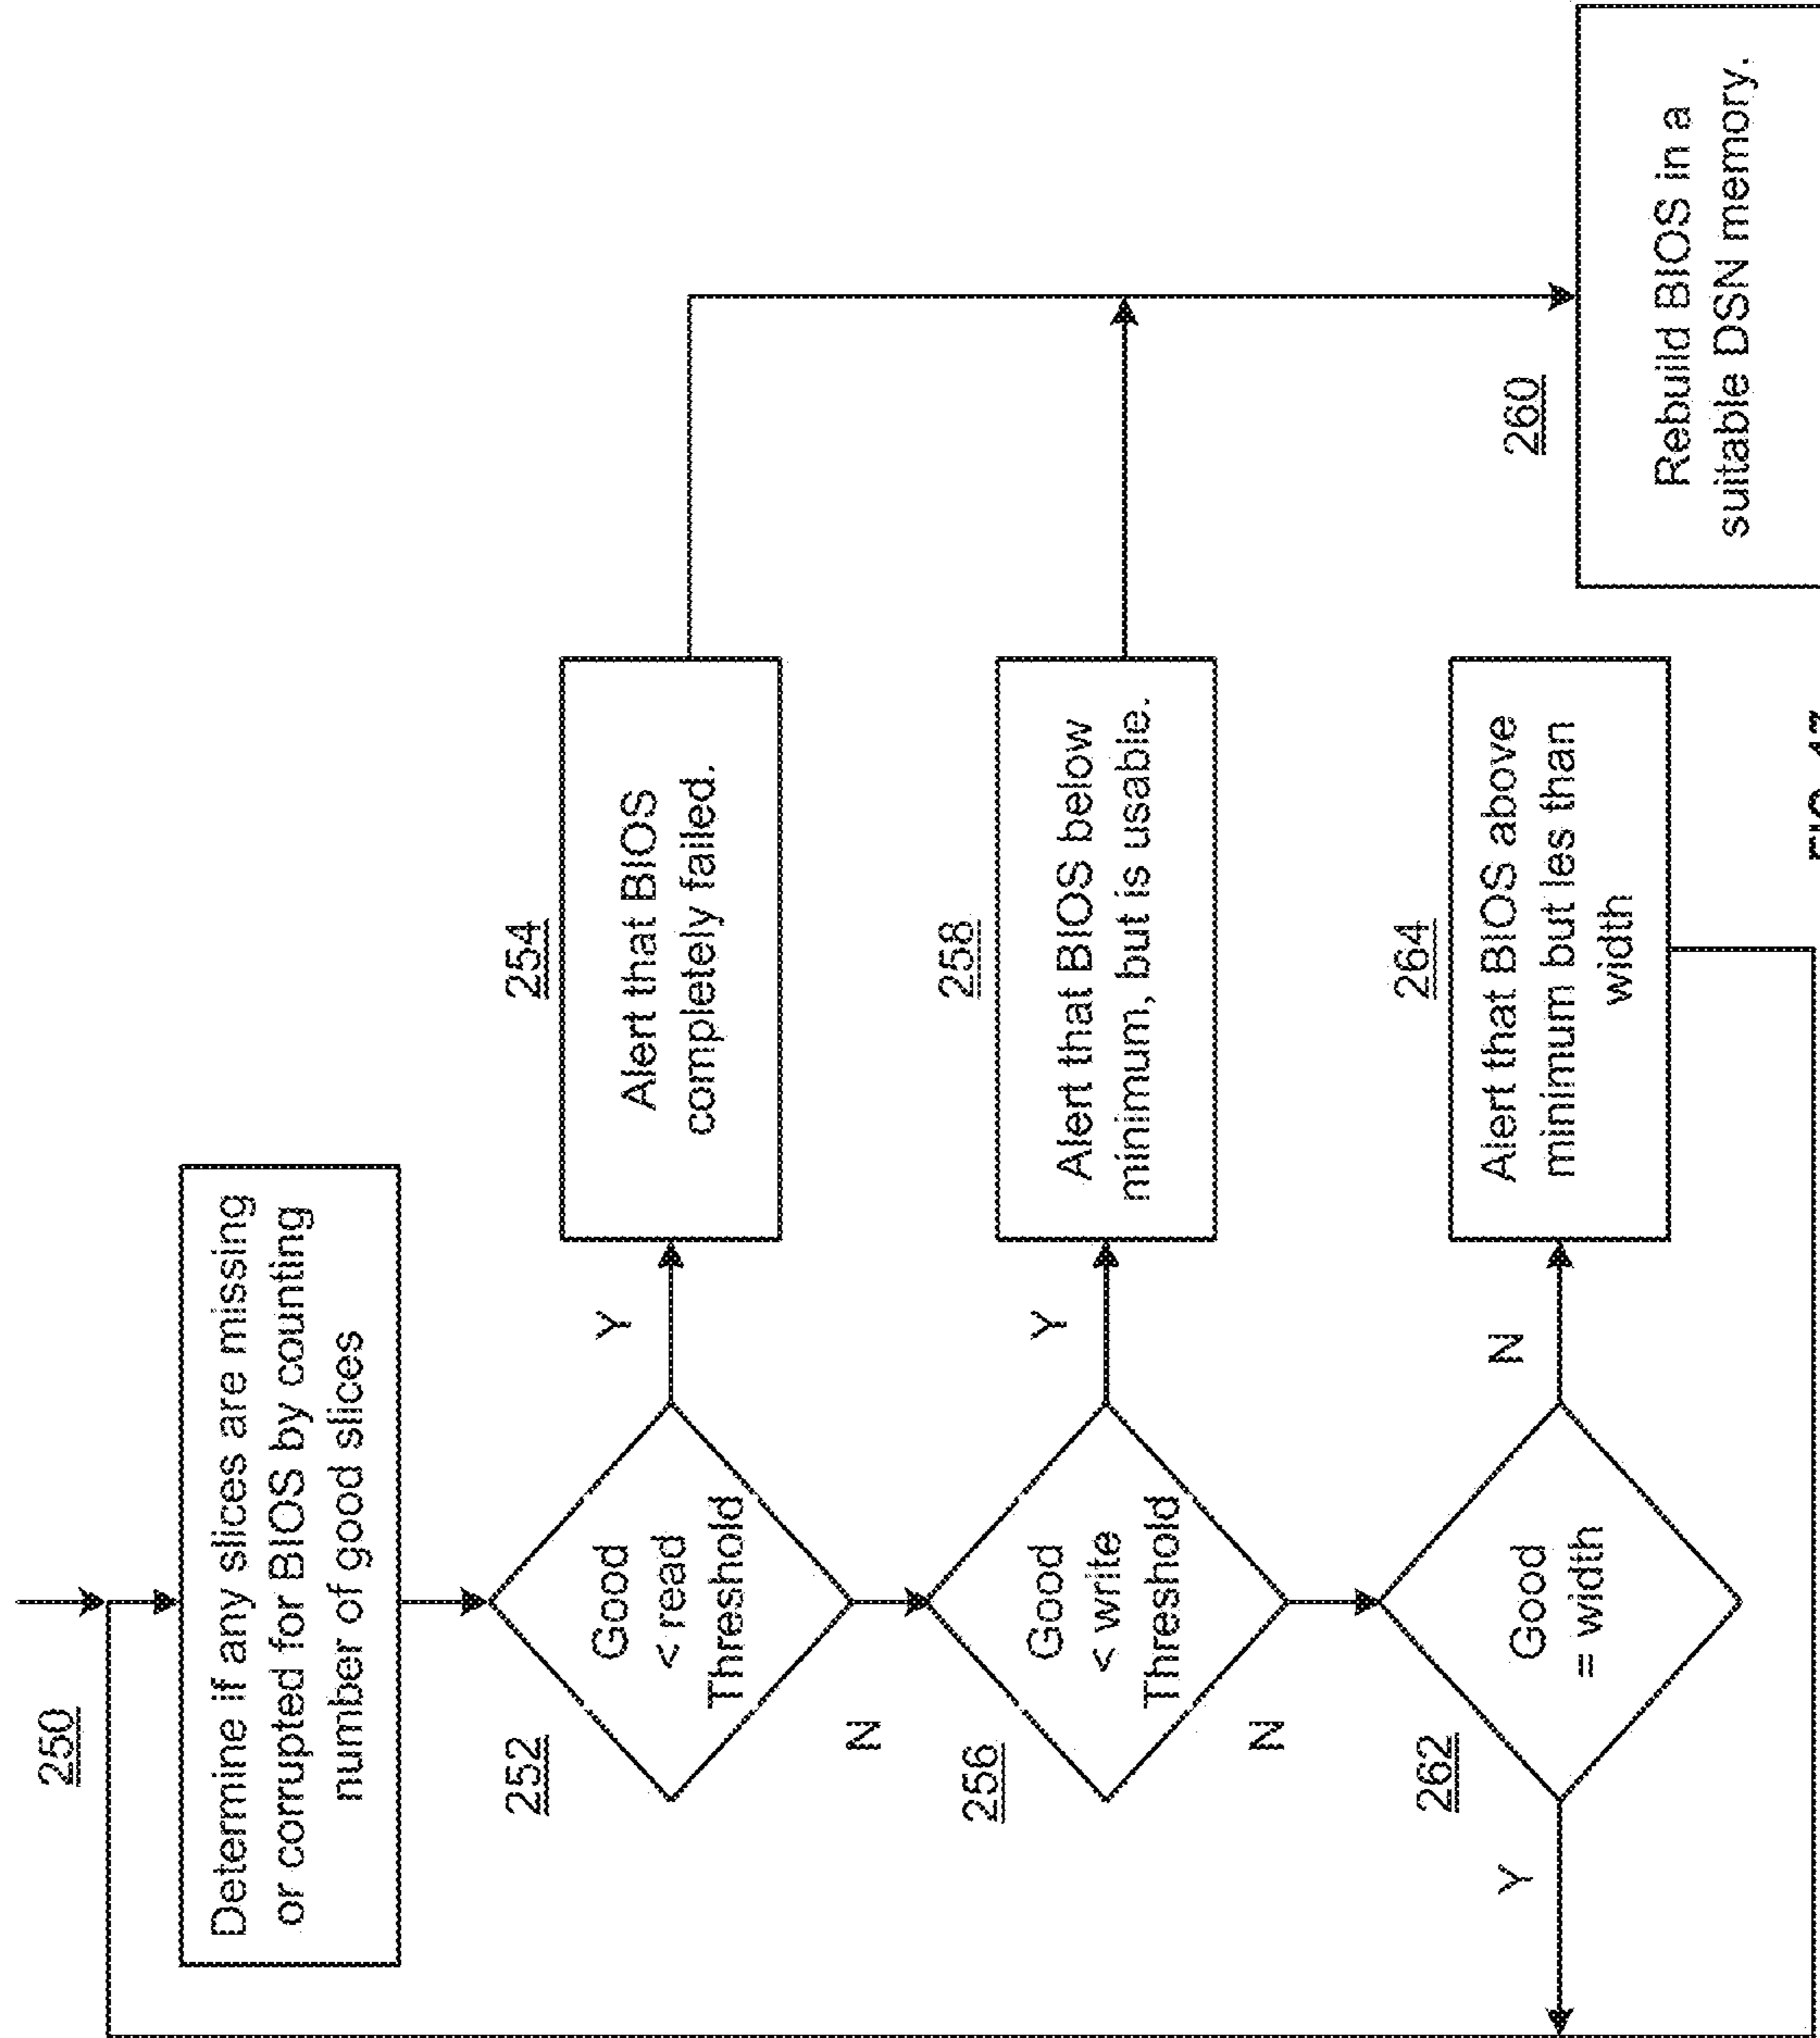 250
Determine if any slices are missing
or corrupted for BIOS by counting
number of good slices
252
Good
< read
Threshold
Y
N
254
Alert that BIOS
completely failed.
256
Good
< write
Threshold
Y
N
258
Alert that BIOS below
minimum, but is usable.
260
Rebuild BIOS in a
suitable DSN memory.
262
Good
= width
Y
N
264
Alert that BIOS above
minimum but less than
width